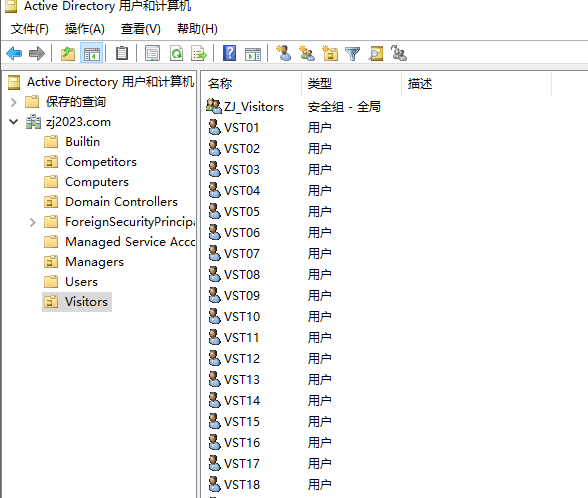 Active Directory 用户和计算机
文件(F) 操作(A) 查看(V) 帮助(H)
Active Directory 用户和计算机
保存的查询
zj2023.com
Builtin
Competitors
Computers
Domain Controllers
ForeignSecurityPrincipa
Managed Service Acco
Managers
Users
Visitors
名称 类型 描述
ZJ_Visitors 安全组 - 全局
VST01 用户
VST02 用户
VST03 用户
VST04 用户
VST05 用户
VST06 用户
VST07 用户
VST08 用户
VST09 用户
VST10 用户
VST11 用户
VST12 用户
VST13 用户
VST14 用户
VST15 用户
VST16 用户
VST17 用户
VST18 用户